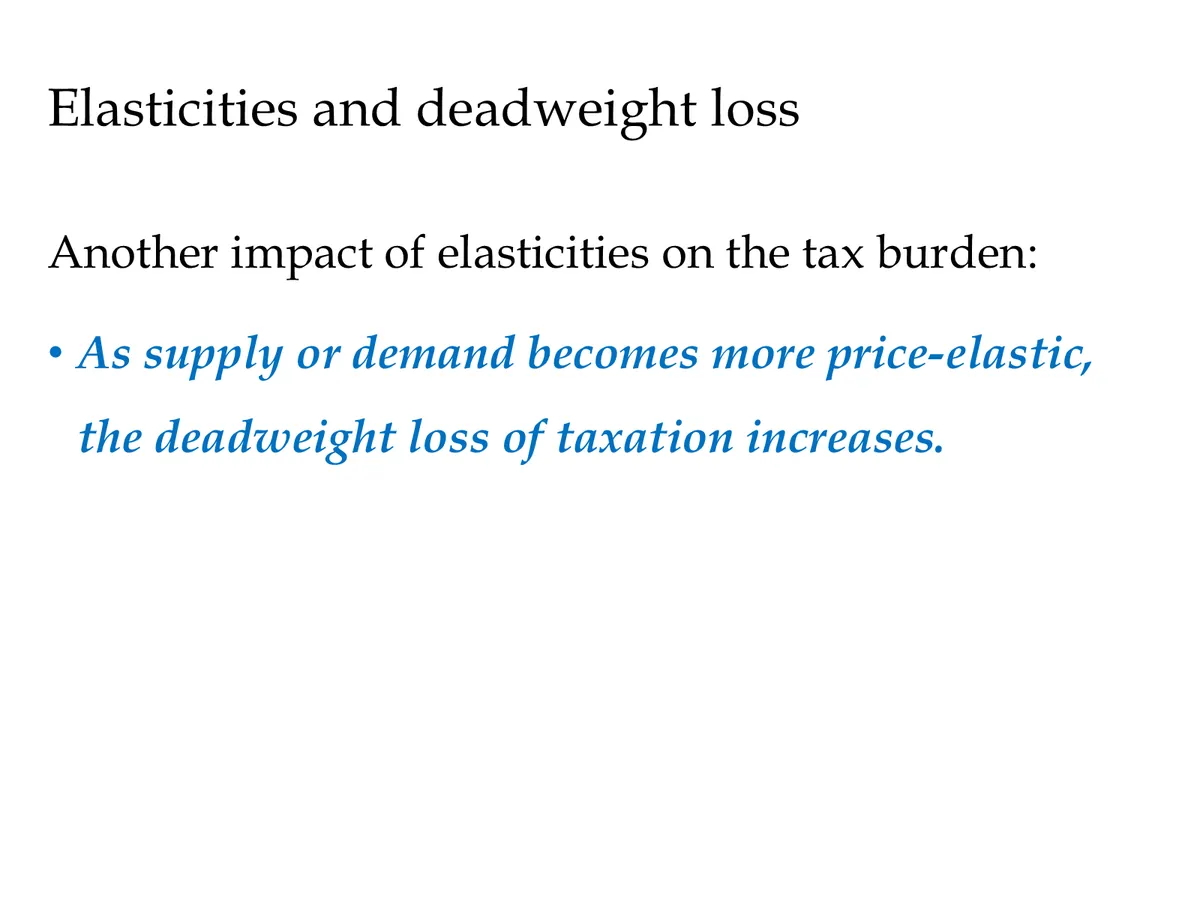 Elasticities and deadweight loss
Another impact of elasticities on the tax burden:
• As supply or demand becomes more price-elastic,
the deadweight loss of taxation increases.